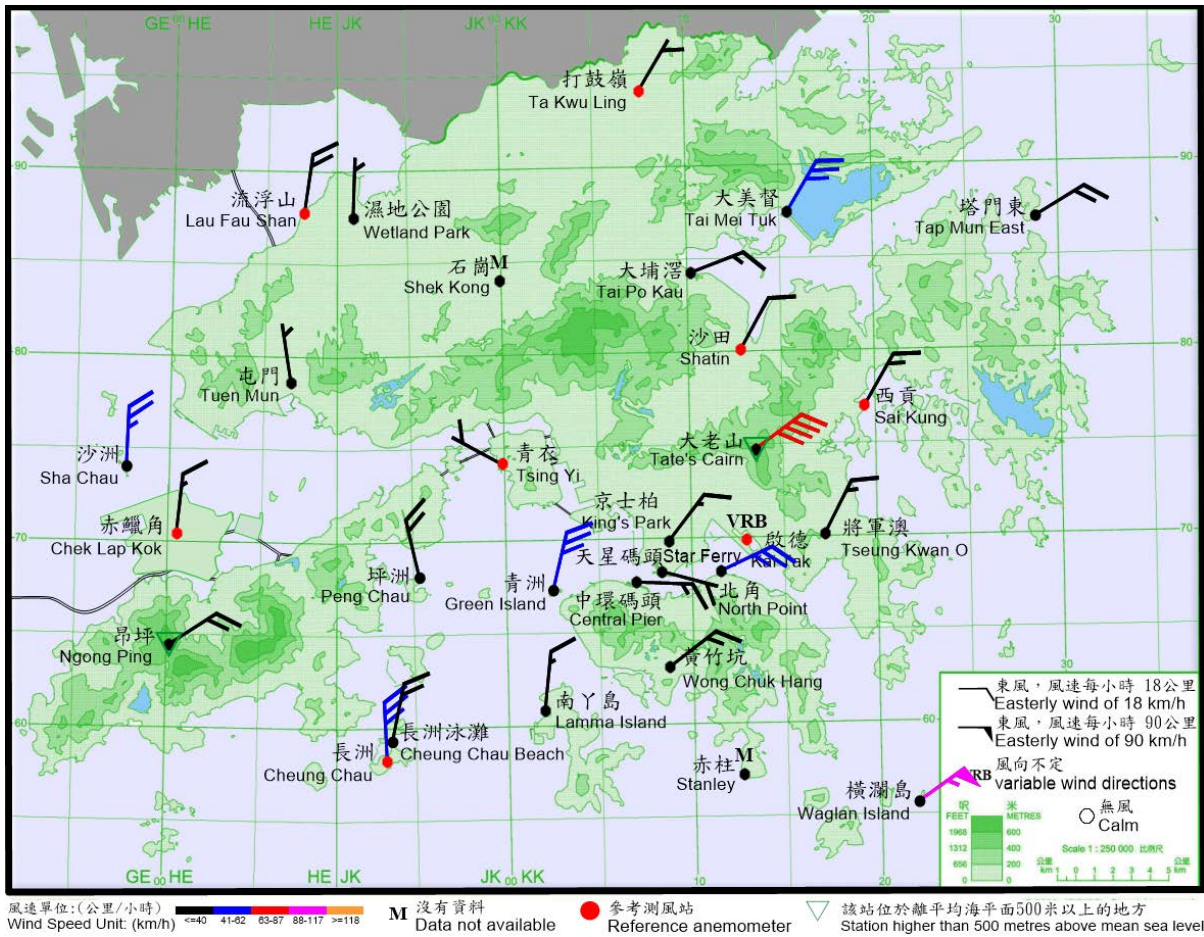 GE 00 HE
HE JK
JK 00 KK
10
20
30
打鼓嶺
Ta Kwu Ling
90
90
流浮山
Lau Fau Shan
濕地公園
Wetland Park
大美督
Tai Mei Tuk
塔門東
Tap Mun East
石崗 M
Shek Kong
大埔滘
Tai Po Kau
沙田
Shatin
80
80
屯門
Tuen Mun
西貢
Sai Kung
大老山
Tate's Cairn
沙洲
Sha Chau
青衣
Tsing Yi
京士柏
King's Park
VRB
啟德
Kai Tak
將軍澳
Tseung Kwan O
赤鱲角
Chek Lap Kok
70
70
天星碼頭 Star Ferry
坪洲
Peng Chau
青洲
Green Island
中環碼頭
Central Pier
北角
North Point
昂坪
Ngong Ping
黃竹坑
Wong Chuk Hang
30
南丫島
Lamma Island
60
60
長洲泳灘
Cheung Chau Beach
長洲
Cheung Chau
赤柱 M
Stanley
橫瀾島
Waglan Island
東風，風速每小時 18公里
Easterly wind of 18 km/h
東風，風速每小時 90公里
Easterly wind of 90 km/h
風向不定
variable wind directions
無風
Calm
呎 米
FEET METRES
1968 600
1312 400
656 200
0 0
Scale 1 : 250 000 比例尺
公里 km 1 0 1 2 3 4 5 公里 km
GE 00 HE
HE JK
JK 00 KK
10
20
風速單位:(公里/小時)
Wind Speed Unit: (km/h)
<=40 41-62 63-87 88-117 >=118
M 沒有資料
Data not available
參考測風站
Reference anemometer
該站位於離平均海平面500米以上的地方
Station higher than 500 metres above mean sea level